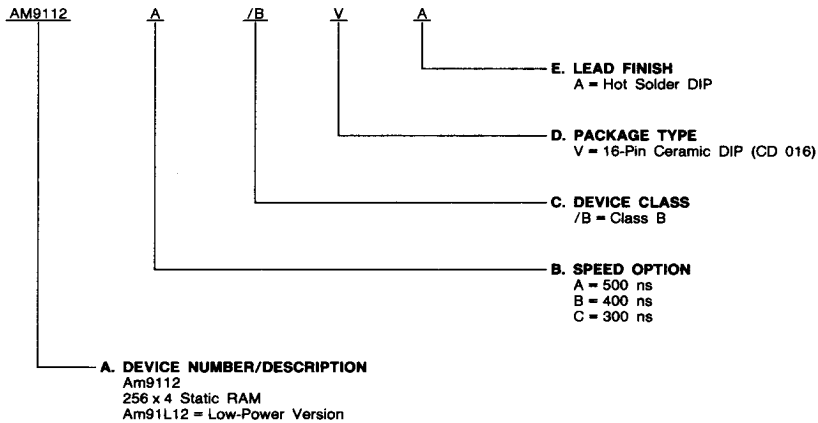 AM9112 A /B V A
E. LEAD FINISH
A = Hot Solder DIP
D. PACKAGE TYPE
V = 16-Pin Ceramic DIP (CD 016)
C. DEVICE CLASS
/B = Class B
B. SPEED OPTION
A = 500 ns
B = 400 ns
C = 300 ns
A. DEVICE NUMBER/DESCRIPTION
Am9112
256 x 4 Static RAM
Am91L12 = Low-Power Version